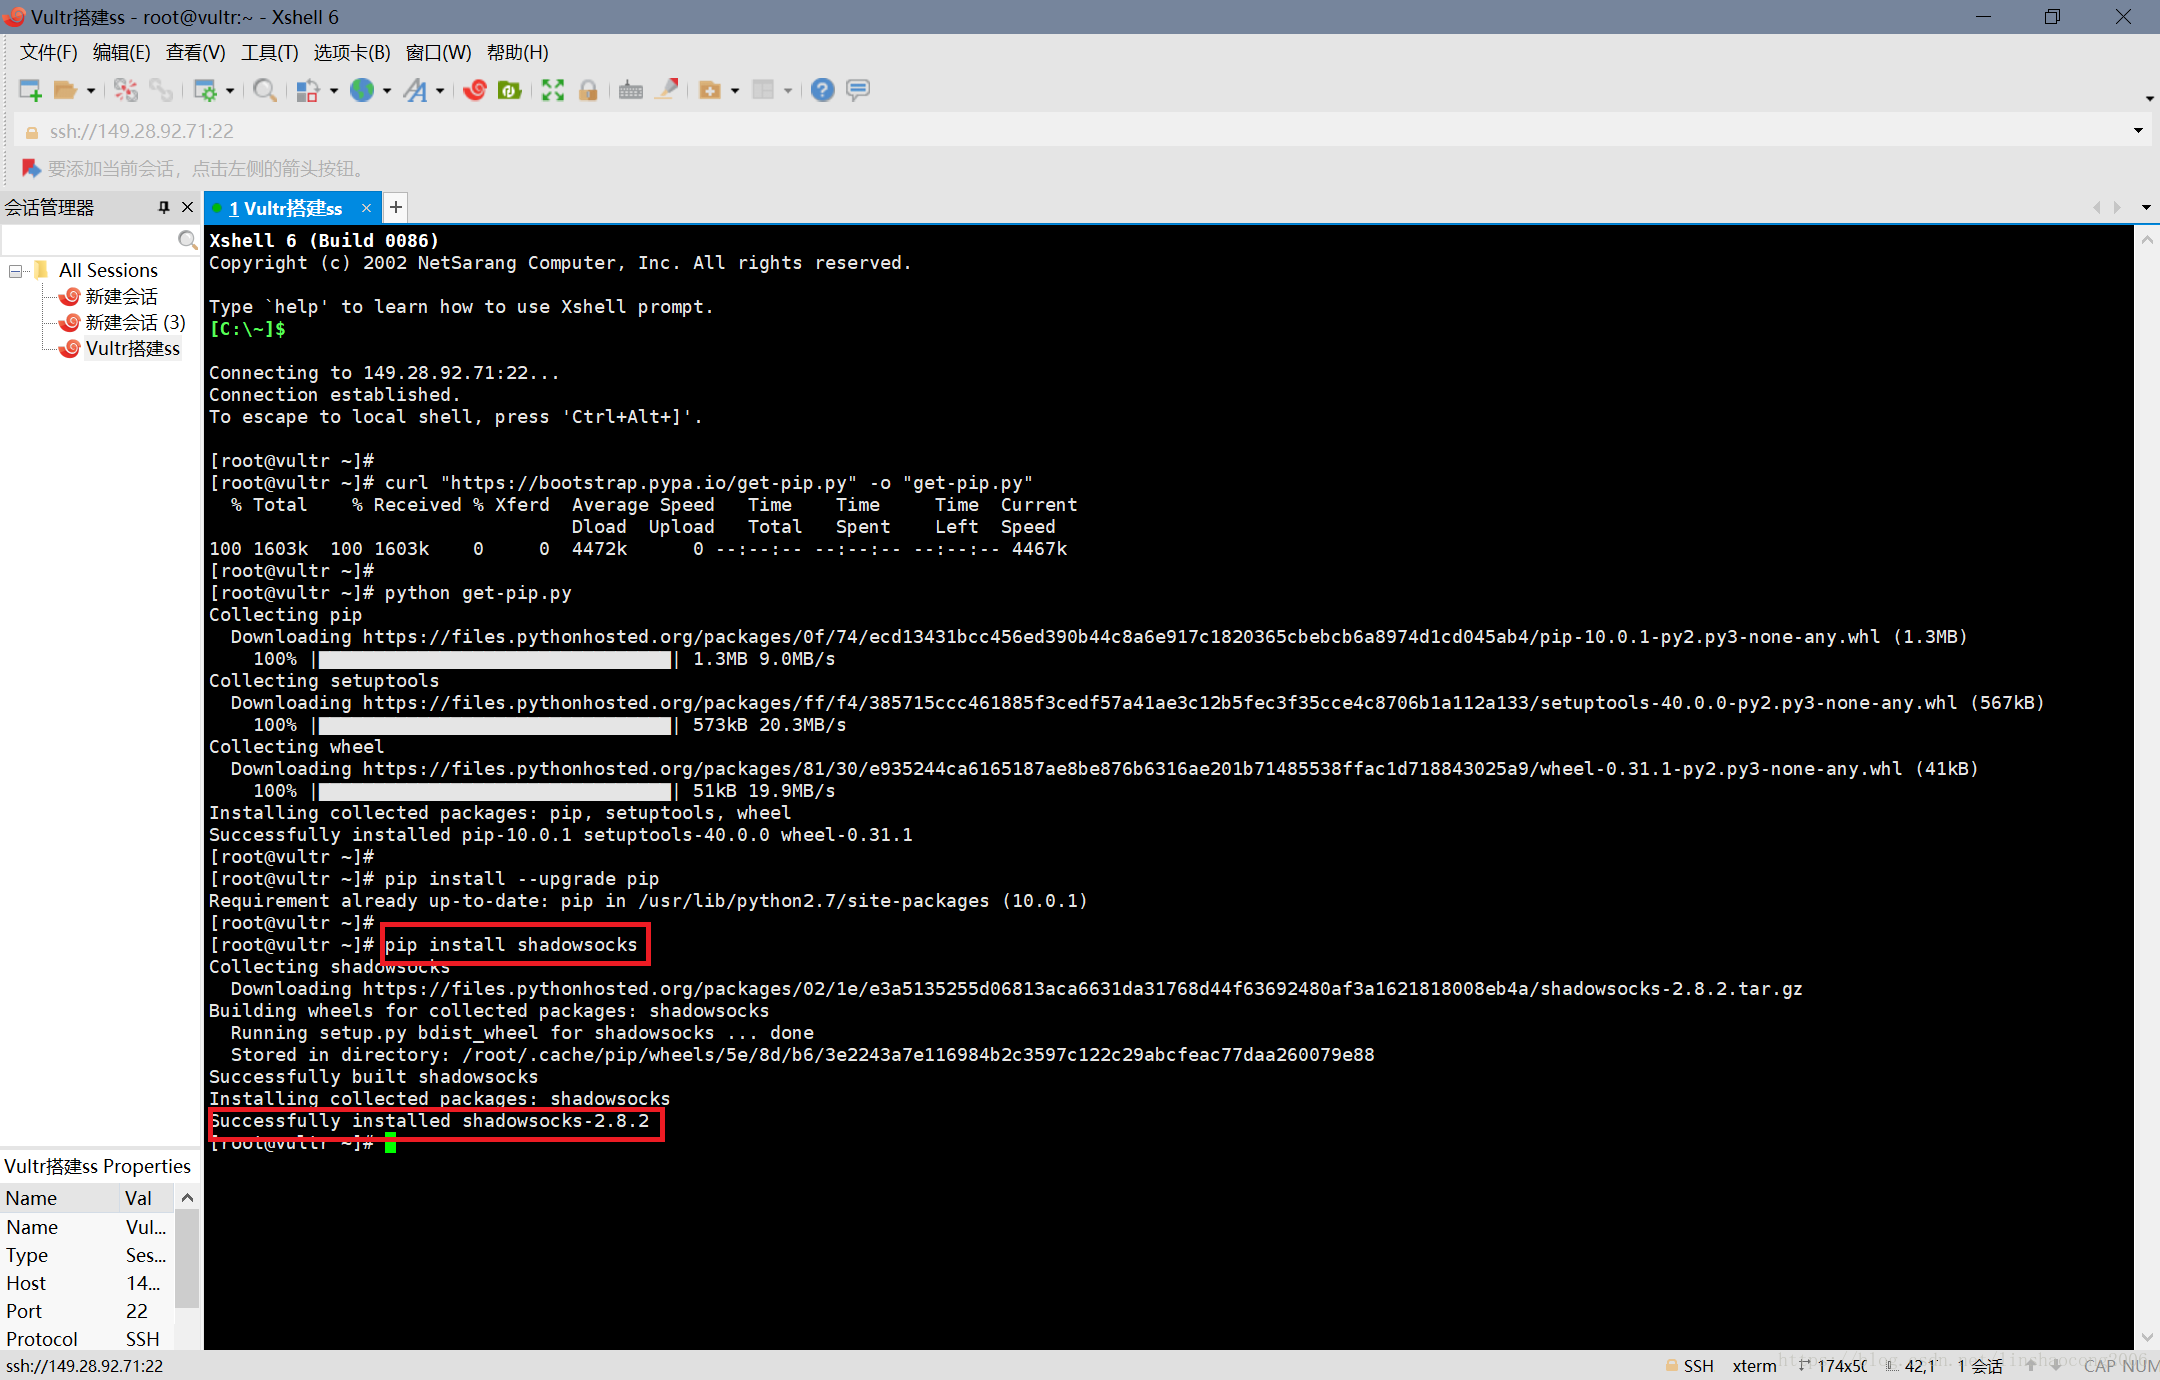 Vultr搭建ss - root@vultr:~ - Xshell 6
文件(F) 编辑(E) 查看(V) 工具(T) 选项卡(B) 窗口(W) 帮助(H)
ssh://149.28.92.71:22
要添加当前会话，点击左侧的箭头按钮。
会话管理器
1 Vultr搭建ss
All Sessions
新建会话
新建会话 (3)
Vultr搭建ss
Xshell 6 (Build 0086)
Copyright (c) 2002 NetSarang Computer, Inc. All rights reserved.
Type `help' to learn how to use Xshell prompt.
[C:\~]$
Connecting to 149.28.92.71:22...
Connection established.
To escape to local shell, press 'Ctrl+Alt+]'.
[root@vultr ~]#
[root@vultr ~]# curl "https://bootstrap.pypa.io/get-pip.py" -o "get-pip.py"
% Total % Received % Xferd Average Speed Time Time Time Current
Dload Upload Total Spent Left Speed
100 1603k 100 1603k 0 0 4472k 0 --:--:-- --:--:-- --:--:-- 4467k
[root@vultr ~]#
[root@vultr ~]# python get-pip.py
Collecting pip
Downloading https://files.pythonhosted.org/packages/0f/74/ecd13431bcc456ed390b44c8a6e917c1820365cbebcb6a8974d1cd045ab4/pip-10.0.1-py2.py3-none-any.whl (1.3MB)
100% || 1.3MB 9.0MB/s
Collecting setuptools
Downloading https://files.pythonhosted.org/packages/ff/f4/385715ccc461885f3cedf57a41ae3c12b5fec3f35cce4c8706b1a112a133/setuptools-40.0.0-py2.py3-none-any.whl (567kB)
100% || 573kB 20.3MB/s
Collecting wheel
Downloading https://files.pythonhosted.org/packages/81/30/e935244ca6165187ae8be876b6316ae201b71485538ffac1d718843025a9/wheel-0.31.1-py2.py3-none-any.whl (41kB)
100% || 51kB 19.9MB/s
Installing collected packages: pip, setuptools, wheel
Successfully installed pip-10.0.1 setuptools-40.0.0 wheel-0.31.1
[root@vultr ~]#
[root@vultr ~]# pip install --upgrade pip
Requirement already up-to-date: pip in /usr/lib/python2.7/site-packages (10.0.1)
[root@vultr ~]#
[root@vultr ~]# pip install shadowsocks
Collecting shadowsocks
Downloading https://files.pythonhosted.org/packages/02/1e/e3a5135255d06813aca6631da31768d44f63692480af3a1621818008eb4a/shadowsocks-2.8.2.tar.gz
Building wheels for collected packages: shadowsocks
Running setup.py bdist_wheel for shadowsocks ... done
Stored in directory: /root/.cache/pip/wheels/5e/8d/b6/3e2243a7e116984b2c3597c122c29abcfeac77daa260079e88
Successfully built shadowsocks
Installing collected packages: shadowsocks
Successfully installed shadowsocks-2.8.2
[root@vultr ~]#
Vultr搭建ss Properties
Name Val
Name Vul...
Type Ses...
Host 14...
Port 22
Protocol SSH
ssh://149.28.92.71:22
SSH xterm 174x50 42,1 1 会话 CAP NUM